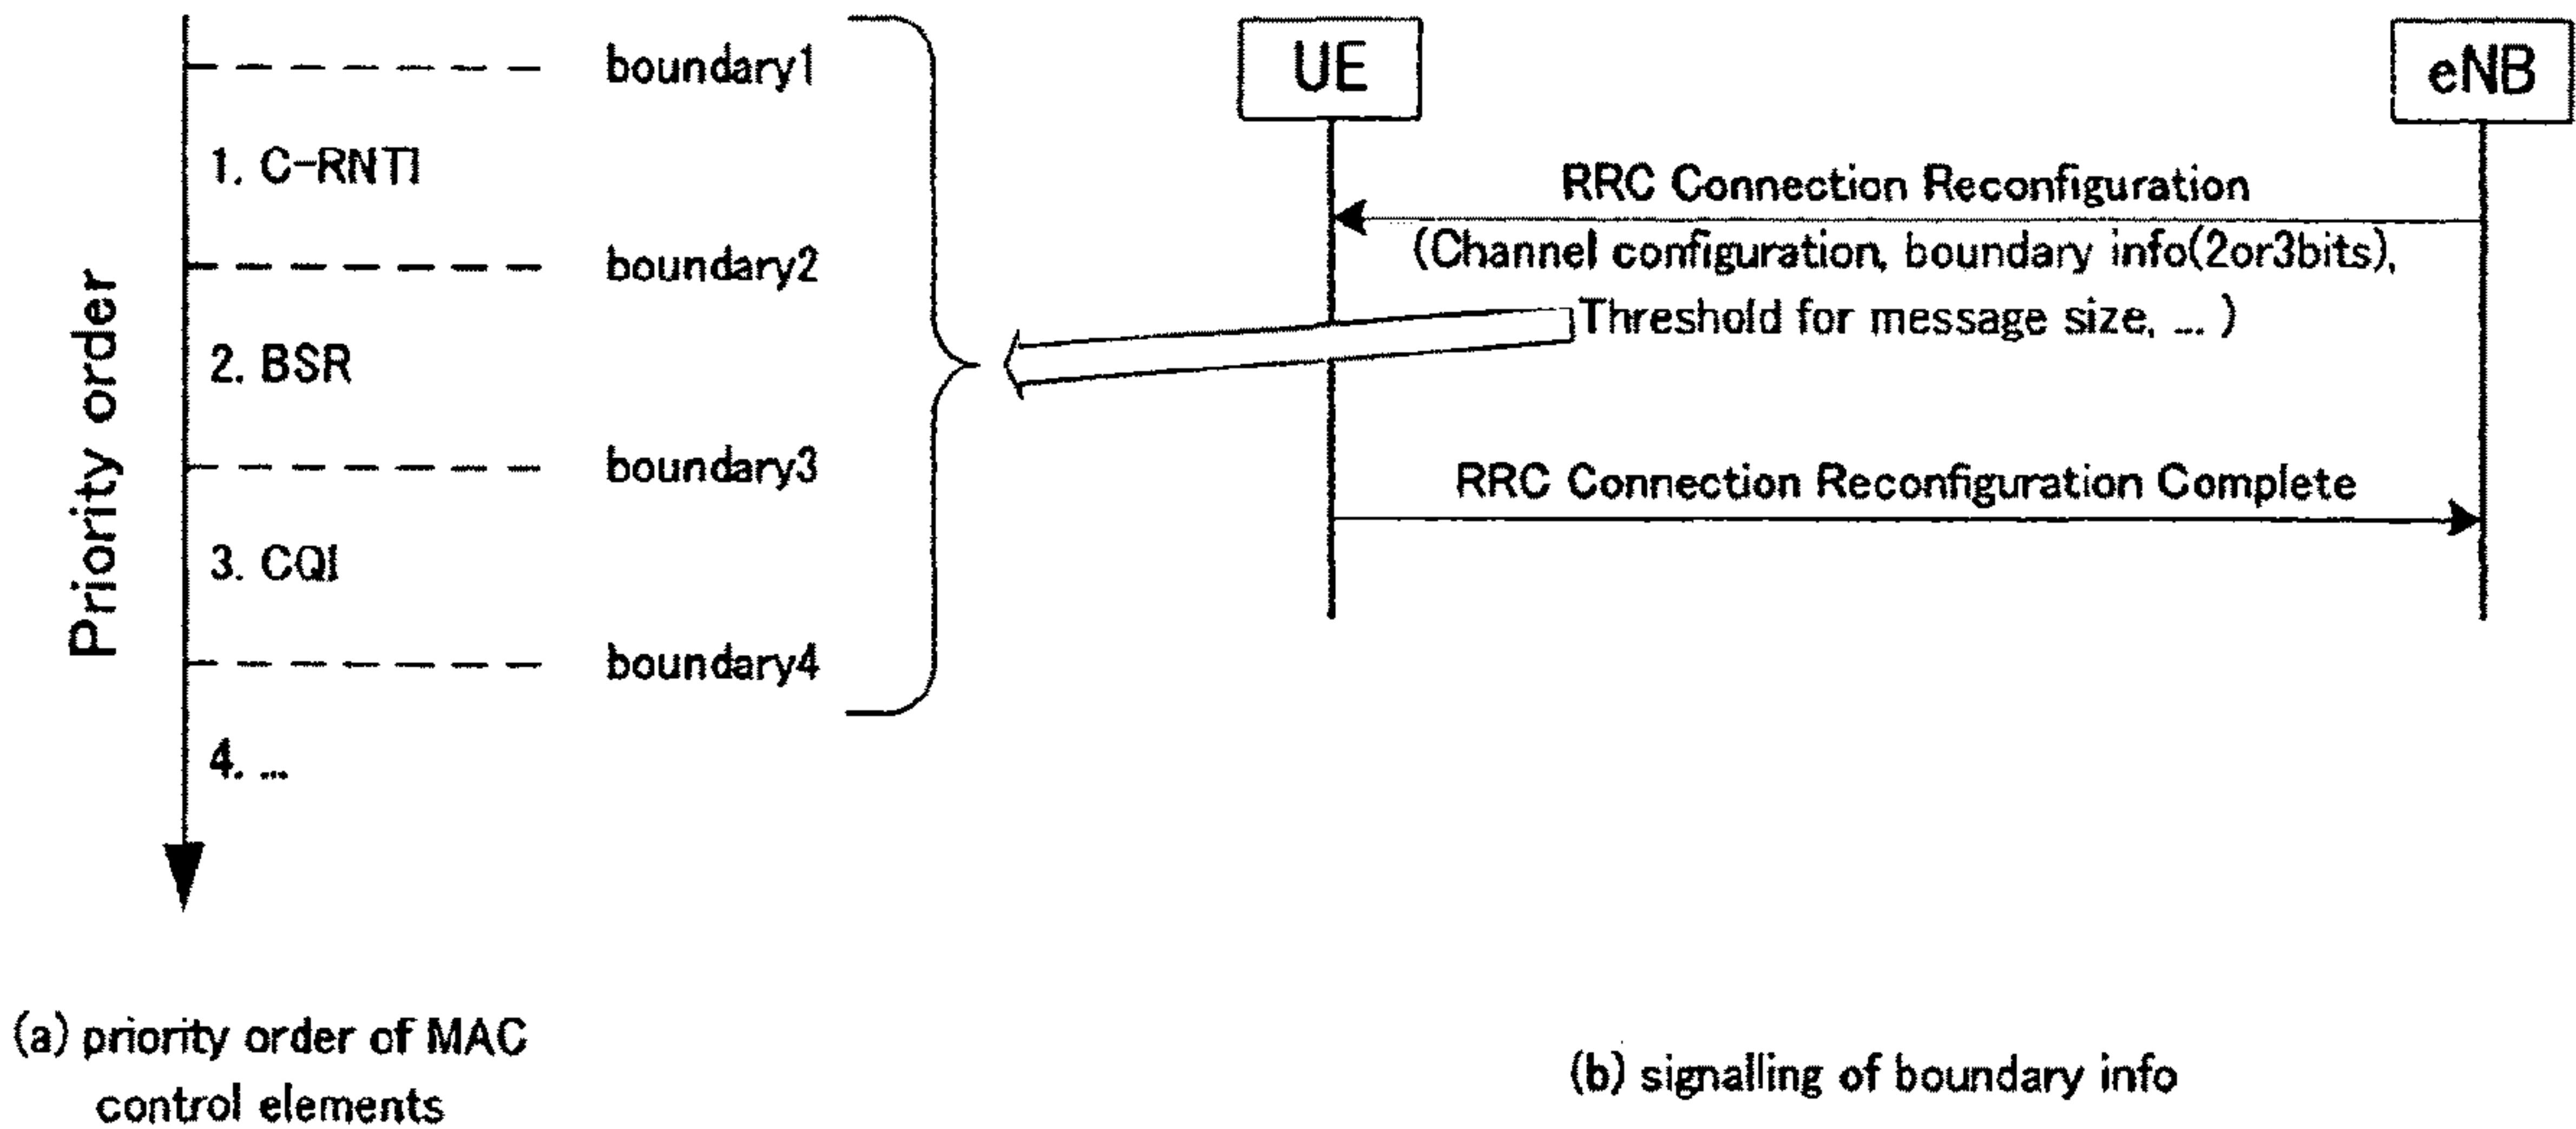 Priority order
boundary1
1. C-RNTI
boundary2
2. BSR
boundary3
3. CQI
boundary4
4. ...
(a) priority order of MAC
control elements
UE
eNB
RRC Connection Reconfiguration
(Channel configuration, boundary info(2or3bits),
Threshold for message size, ... )
RRC Connection Reconfiguration Complete
(b) signalling of boundary info